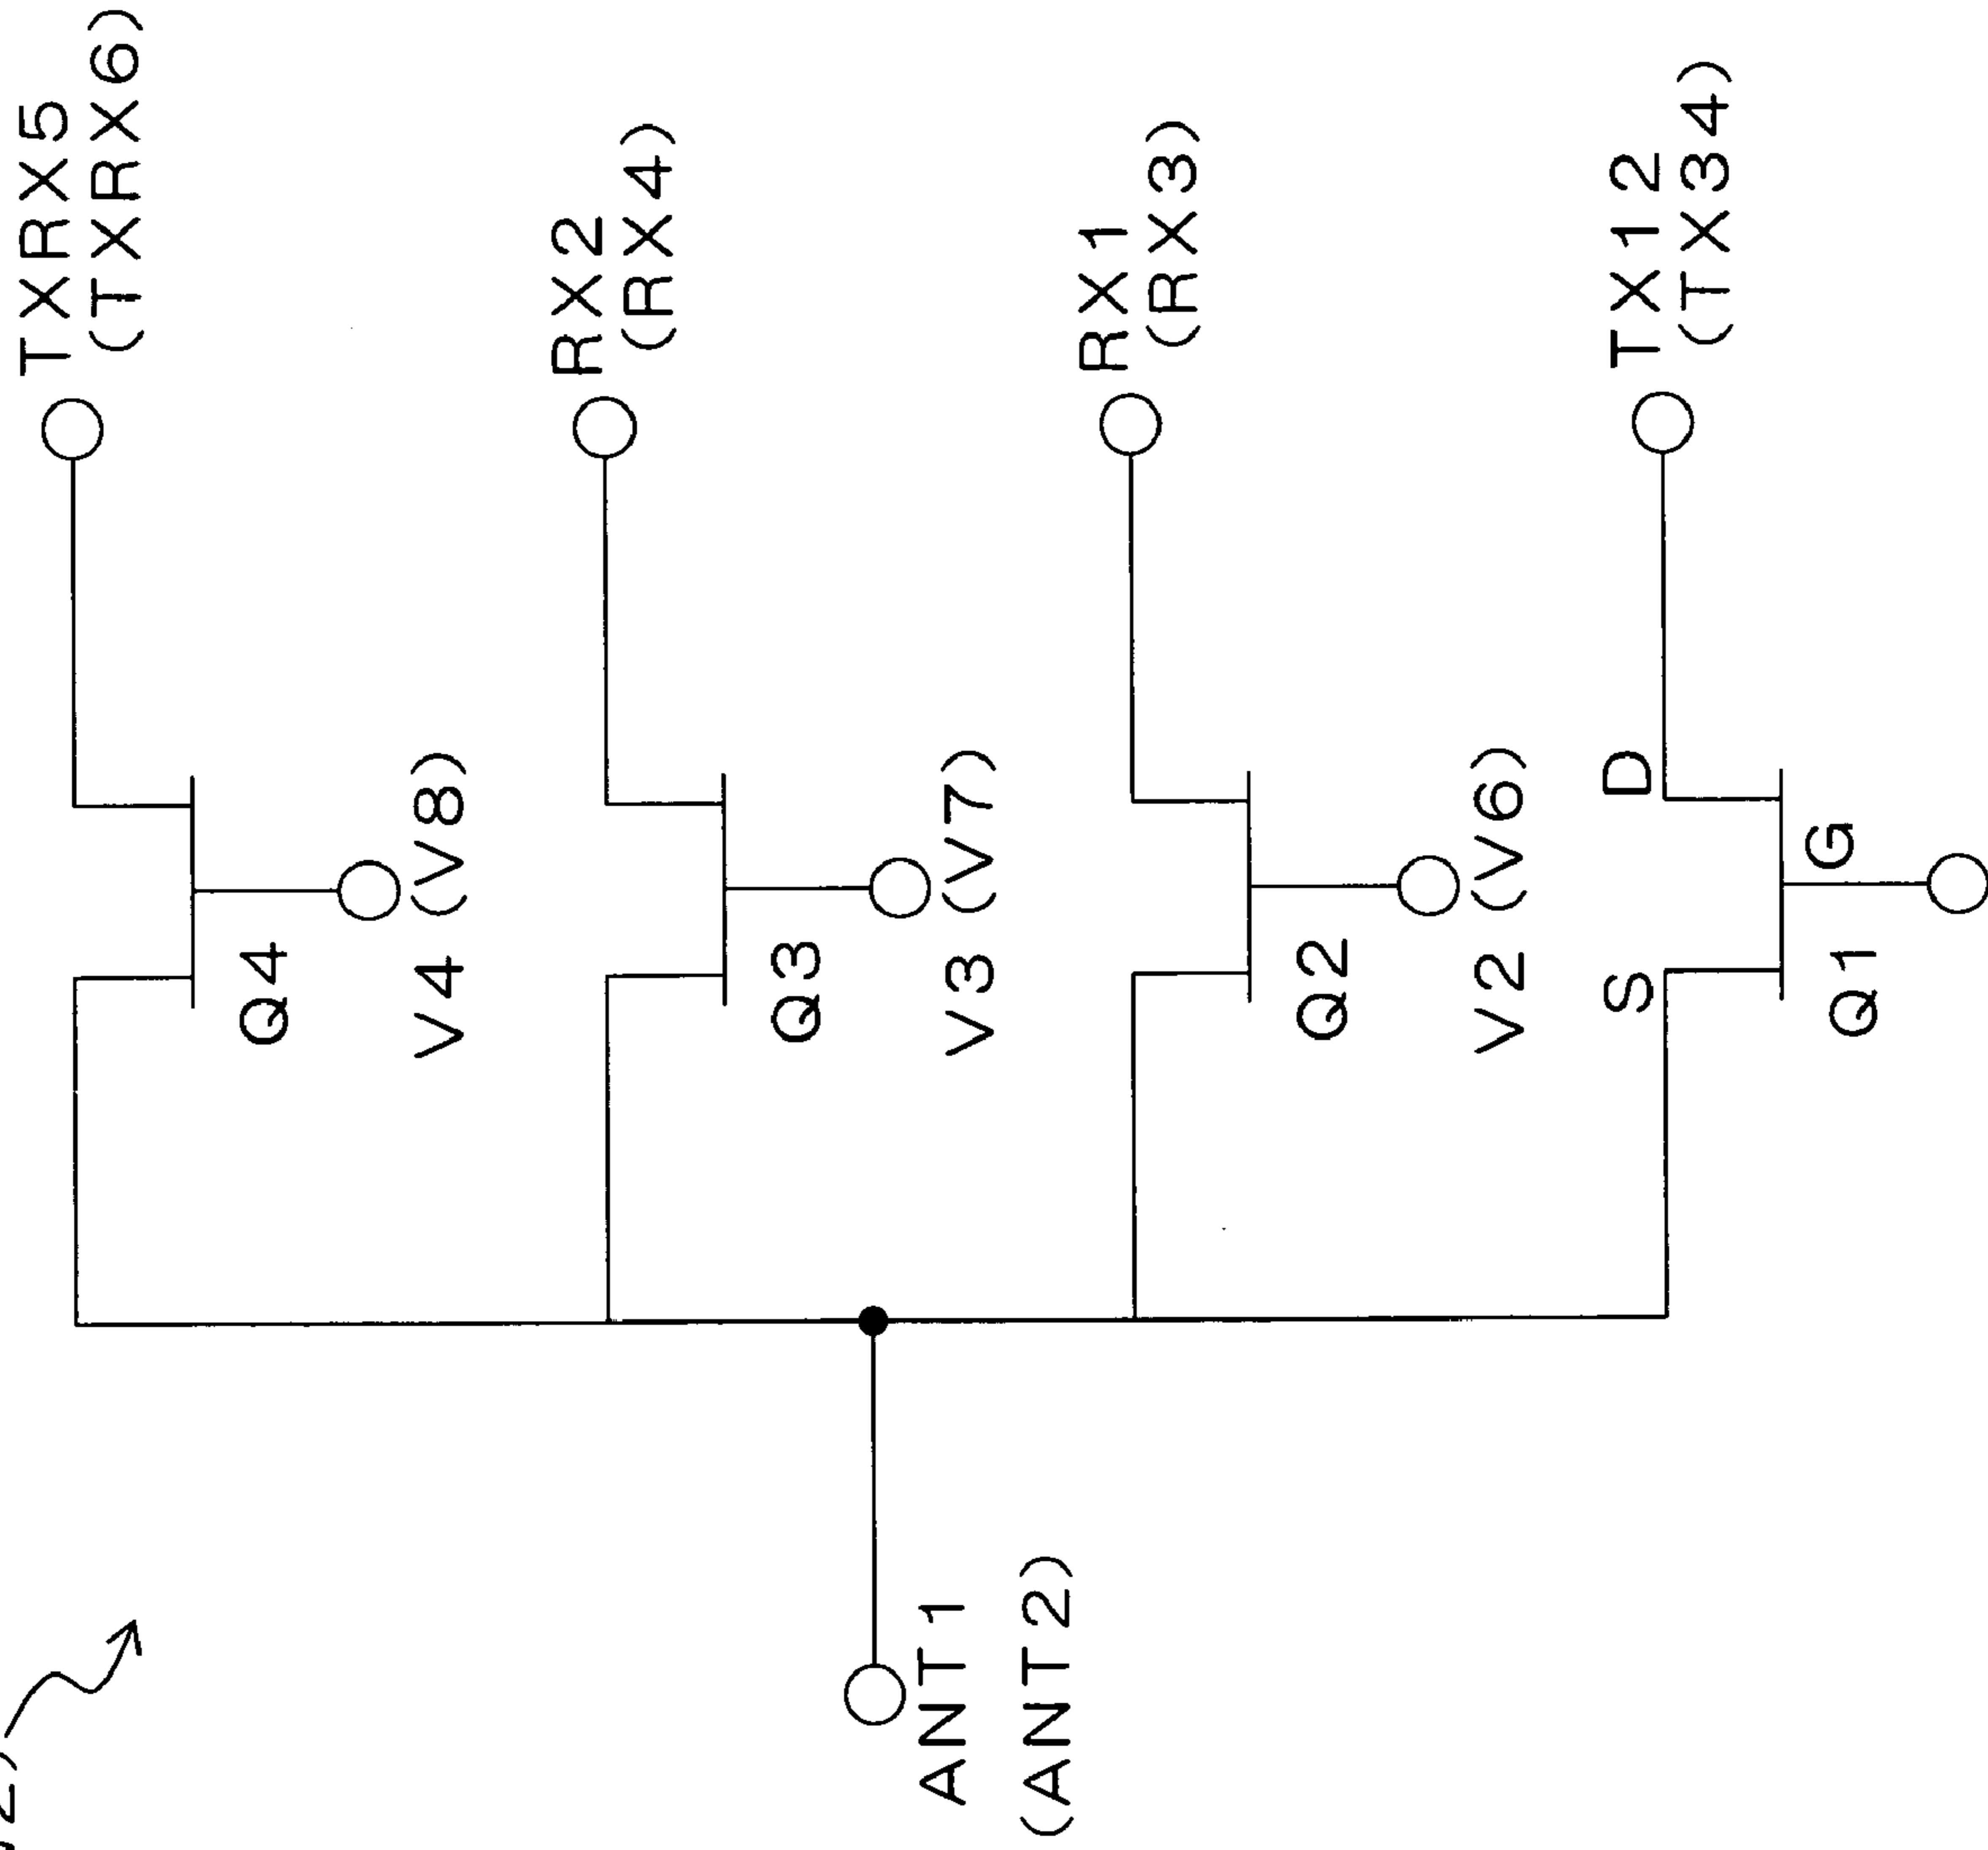 TXRX5
(TXRX6)
Q4
V4 (V8)
RX2
(RX4)
Q3
V3 (V7)
ANT1
(ANT2)
RX1
(RX3)
Q2
V2 (V6)
TX12
(TX34)
S
D
G
Q1